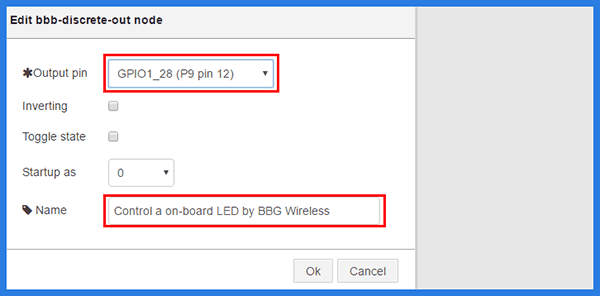 Edit bbb-discrete-out node
✱Output pin GPIO1_28 (P9 pin 12)
Inverting
Toggle state
Startup as 0
Name Control a on-board LED by BBG Wireless
Ok Cancel